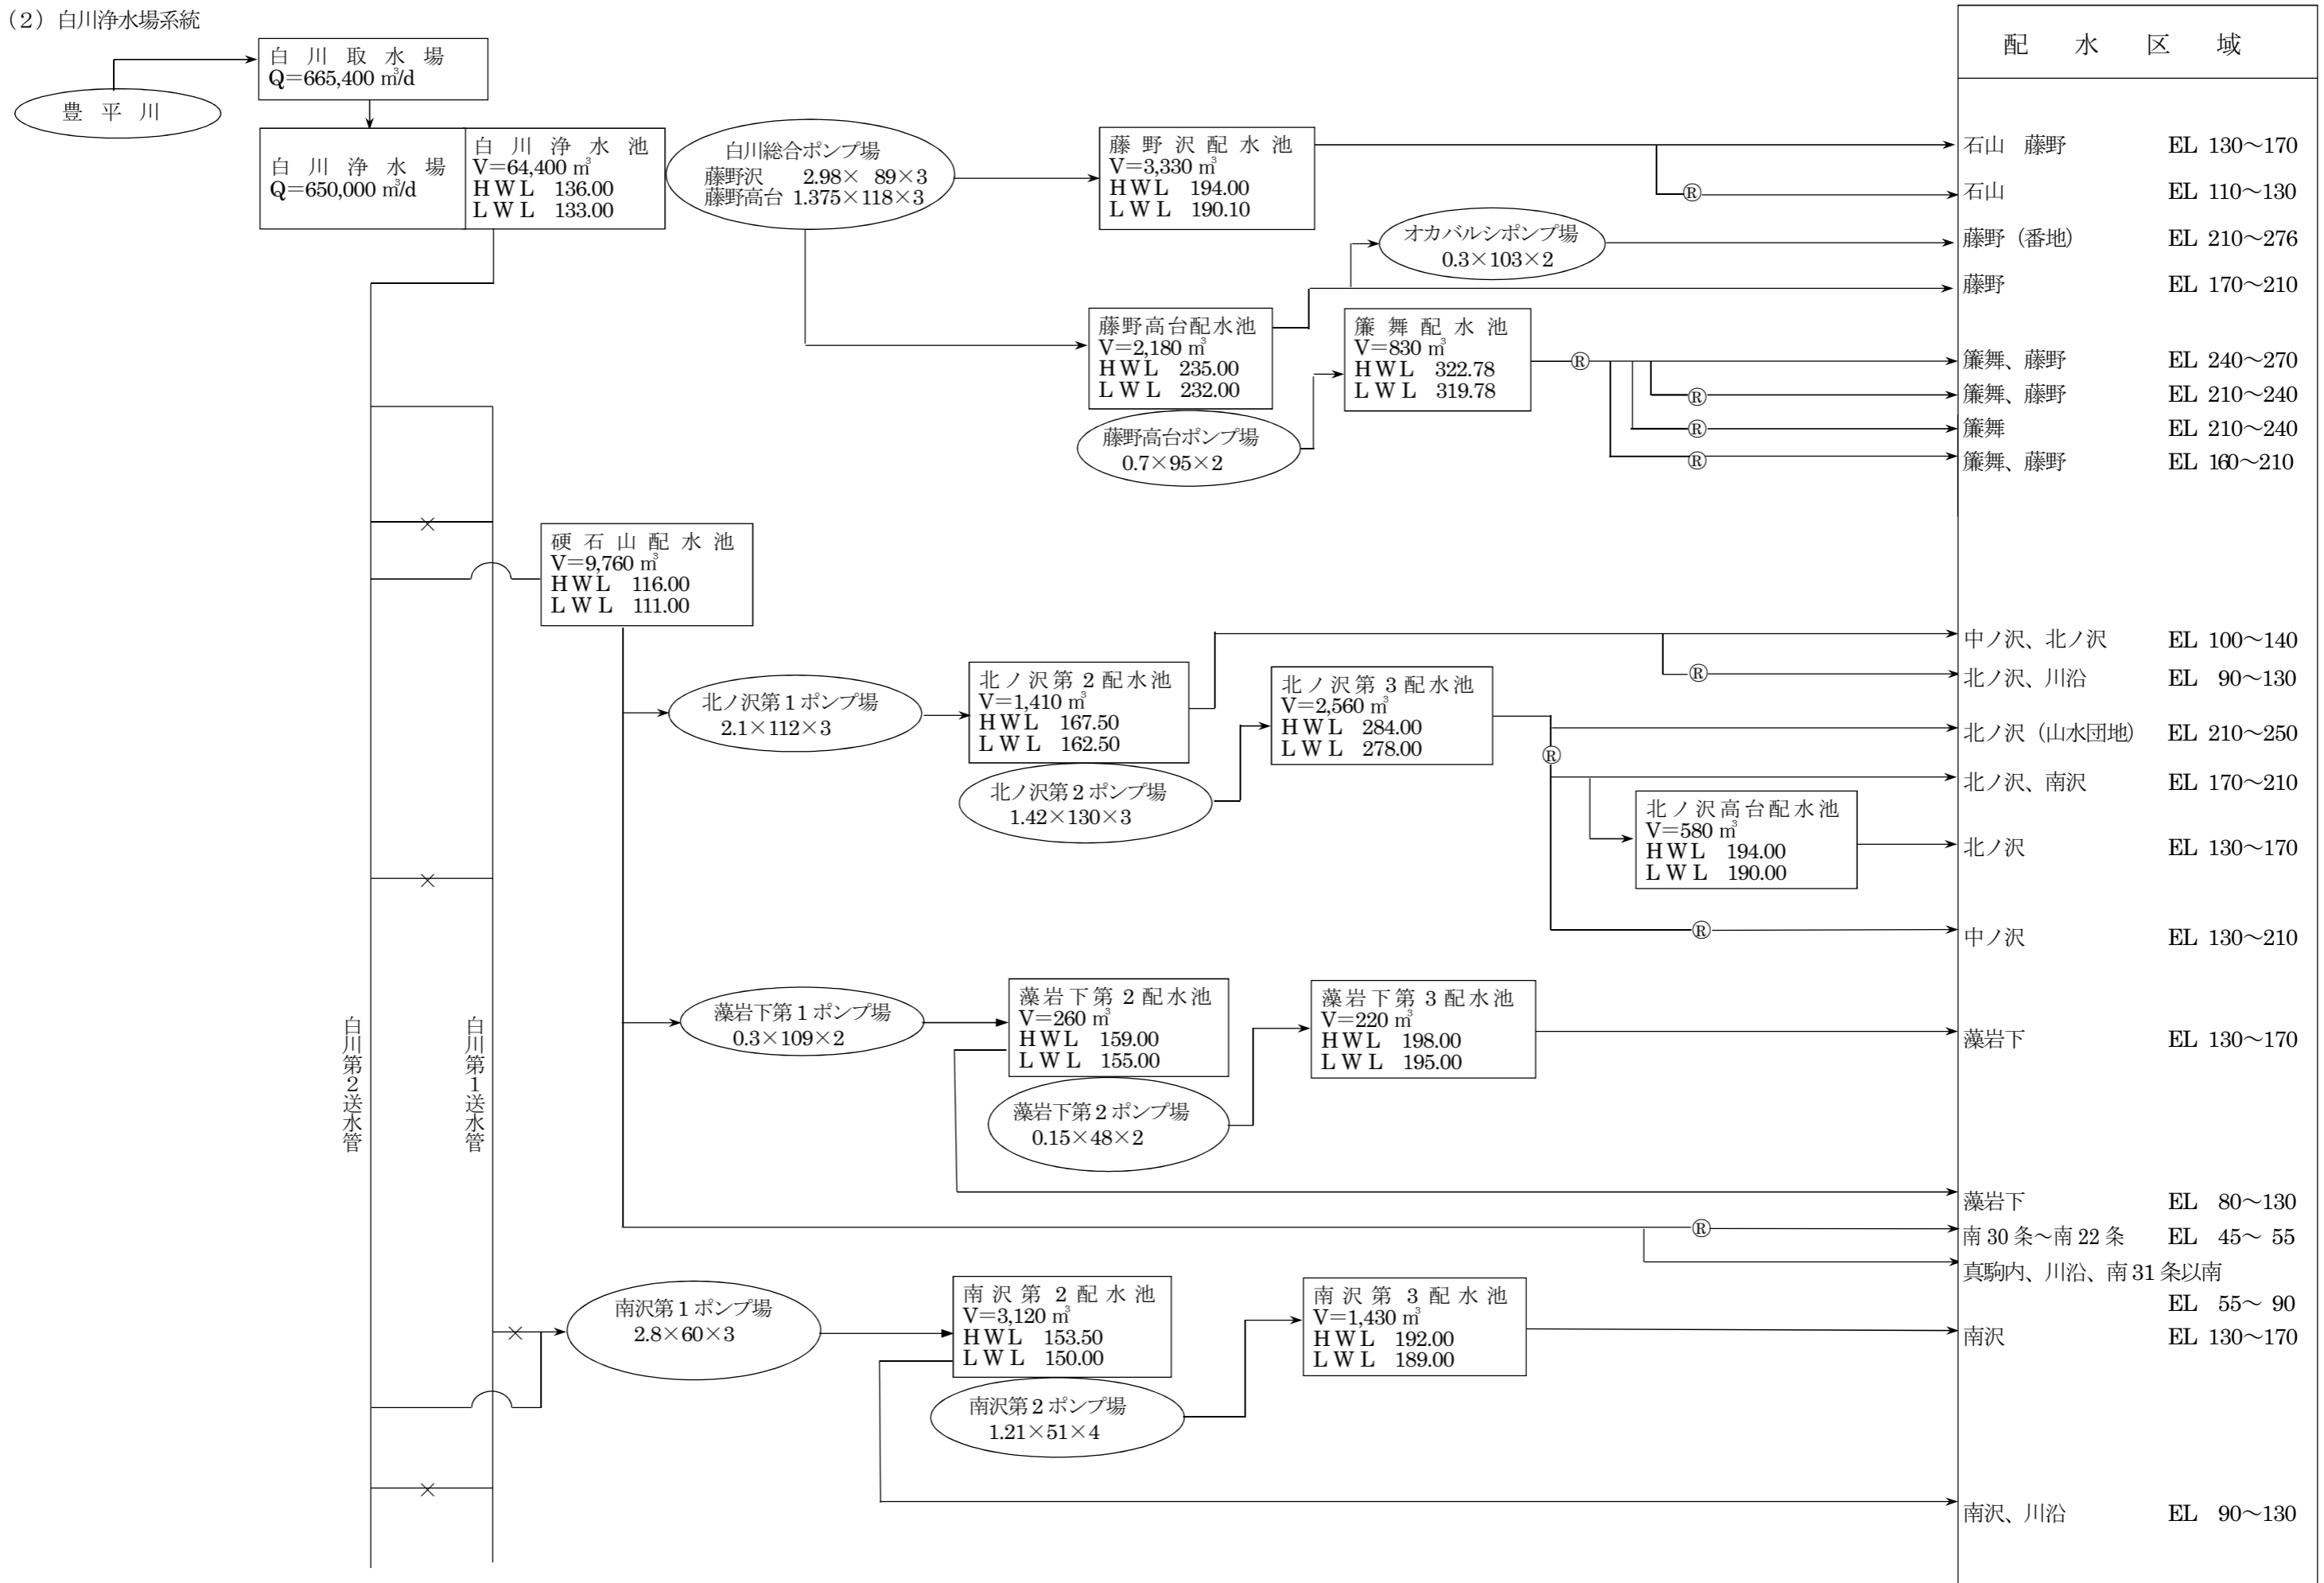 （2）白川浄水場系統
白川取水場
Q＝665,400 ㎥/d
豊平川
白川浄水場
Q＝650,000 ㎥/d
白川浄水池
V＝64,400 ㎥
HWL 136.00
LWL 133.00
白川総合ポンプ場
藤野沢 2.98× 89×3
藤野高台 1.375×118×3
藤野沢配水池
V＝3,330 ㎥
HWL 194.00
LWL 190.10
オカバルシポンプ場
0.3×103×2
藤野高台配水池
V＝2,180 ㎥
HWL 235.00
LWL 232.00
藤野高台ポンプ場
0.7×95×2
簾舞配水池
V＝830 ㎥
HWL 322.78
LWL 319.78
Ⓡ
Ⓡ
Ⓡ
Ⓡ
Ⓡ
硬石山配水池
V＝9,760 ㎥
HWL 116.00
LWL 111.00
北ノ沢第1ポンプ場
2.1×112×3
北ノ沢第2配水池
V＝1,410 ㎥
HWL 167.50
LWL 162.50
北ノ沢第2ポンプ場
1.42×130×3
北ノ沢第3配水池
V＝2,560 ㎥
HWL 284.00
LWL 278.00
Ⓡ
Ⓡ
北ノ沢高台配水池
V＝580 ㎥
HWL 194.00
LWL 190.00
Ⓡ
藻岩下第1ポンプ場
0.3×109×2
藻岩下第2配水池
V＝260 ㎥
HWL 159.00
LWL 155.00
藻岩下第2ポンプ場
0.15×48×2
藻岩下第3配水池
V＝220 ㎥
HWL 198.00
LWL 195.00
Ⓡ
白川第2送水管
白川第1送水管
南沢第1ポンプ場
2.8×60×3
南沢第2配水池
V＝3,120 ㎥
HWL 153.50
LWL 150.00
南沢第2ポンプ場
1.21×51×4
南沢第3配水池
V＝1,430 ㎥
HWL 192.00
LWL 189.00
配水区域
石山 藤野 EL 130～170
石山 EL 110～130
藤野（番地） EL 210～276
藤野 EL 170～210
簾舞、藤野 EL 240～270
簾舞、藤野 EL 210～240
簾舞 EL 210～240
簾舞、藤野 EL 160～210
中ノ沢、北ノ沢 EL 100～140
北ノ沢、川沿 EL 90～130
北ノ沢（山水団地） EL 210～250
北ノ沢、南沢 EL 170～210
北ノ沢 EL 130～170
中ノ沢 EL 130～210
藻岩下 EL 130～170
藻岩下 EL 80～130
南30条～南22条 EL 45～ 55
真駒内、川沿、南31条以南
EL 55～ 90
南沢 EL 130～170
南沢、川沿 EL 90～130